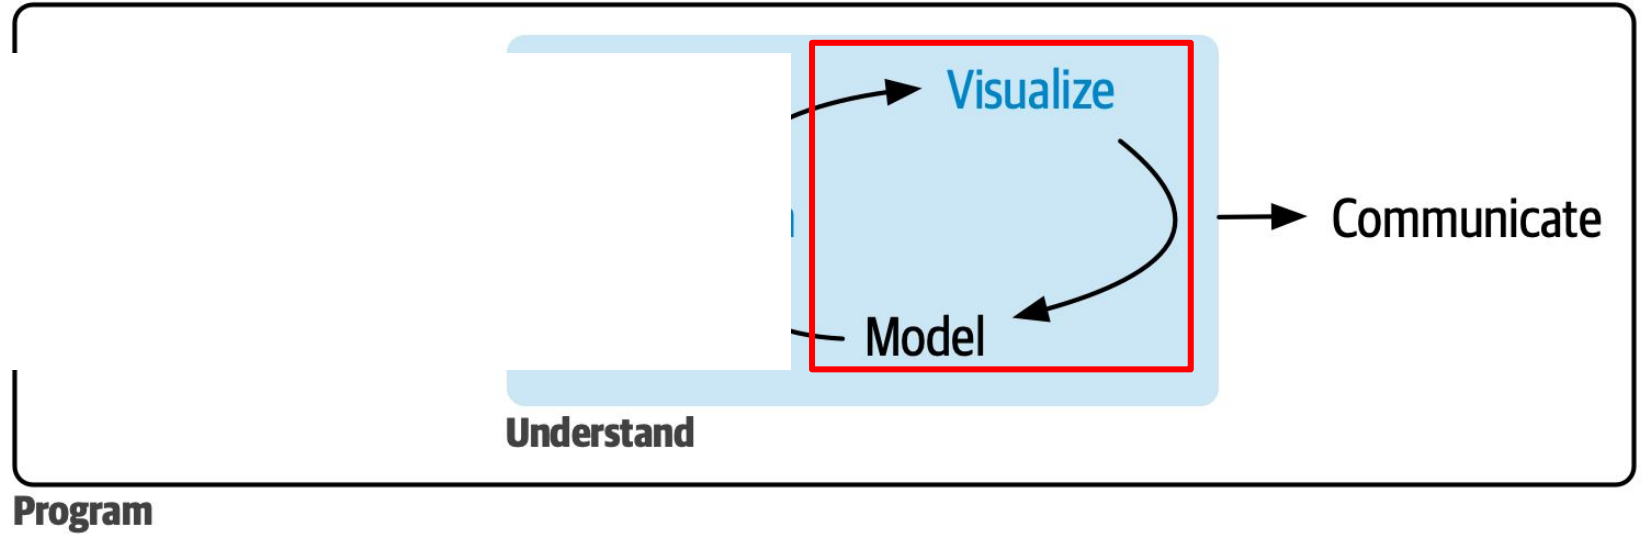 Visualize
Communicate
Model
Understand
Program